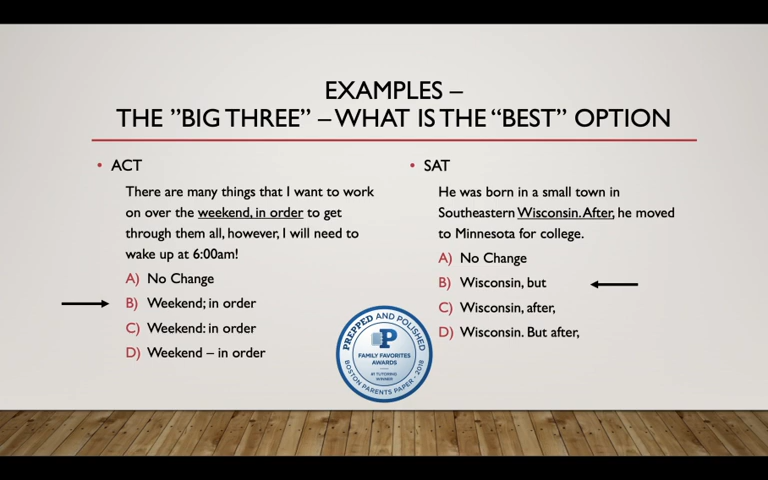 EXAMPLES –
THE ”BIG THREE” – WHAT IS THE “BEST” OPTION
• ACT
There are many things that I want to work
on over the weekend, in order to get
through them all, however, I will need to
wake up at 6:00am!
A) No Change
B) Weekend; in order
C) Weekend: in order
D) Weekend – in order
• SAT
He was born in a small town in
Southeastern Wisconsin. After, he moved
to Minnesota for college.
A) No Change
B) Wisconsin, but
C) Wisconsin, after,
D) Wisconsin. But after,
PREPPED AND POLISHED
P
FAMILY FAVORITES
AWARDS
#1 TUTORING
WINNER
BOSTON PARENTS PAPER - 2018